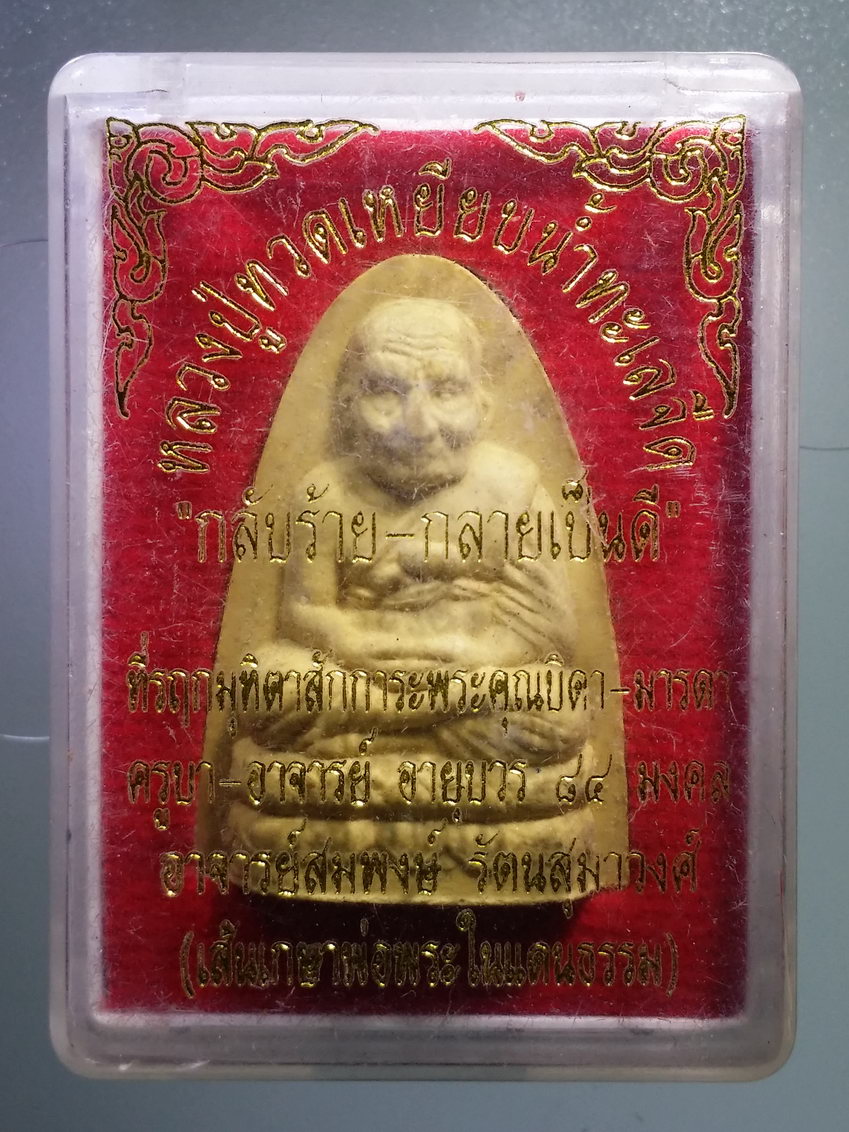 หลวงปู่ทวดเหยียบน้ำทะเลจืด
"กลับร้าย-กลายเป็นดี"
ที่รฤกมุทิตาสักการะพระคุณบิดา-มารดา
ครูบา-อาจารย์ อายุบวร ๘๔ มงคล
อาจารย์สมพงษ์ รัตนสุมาวงศ์
(เส้นเกษาพ่อพระในแดนธรรม)